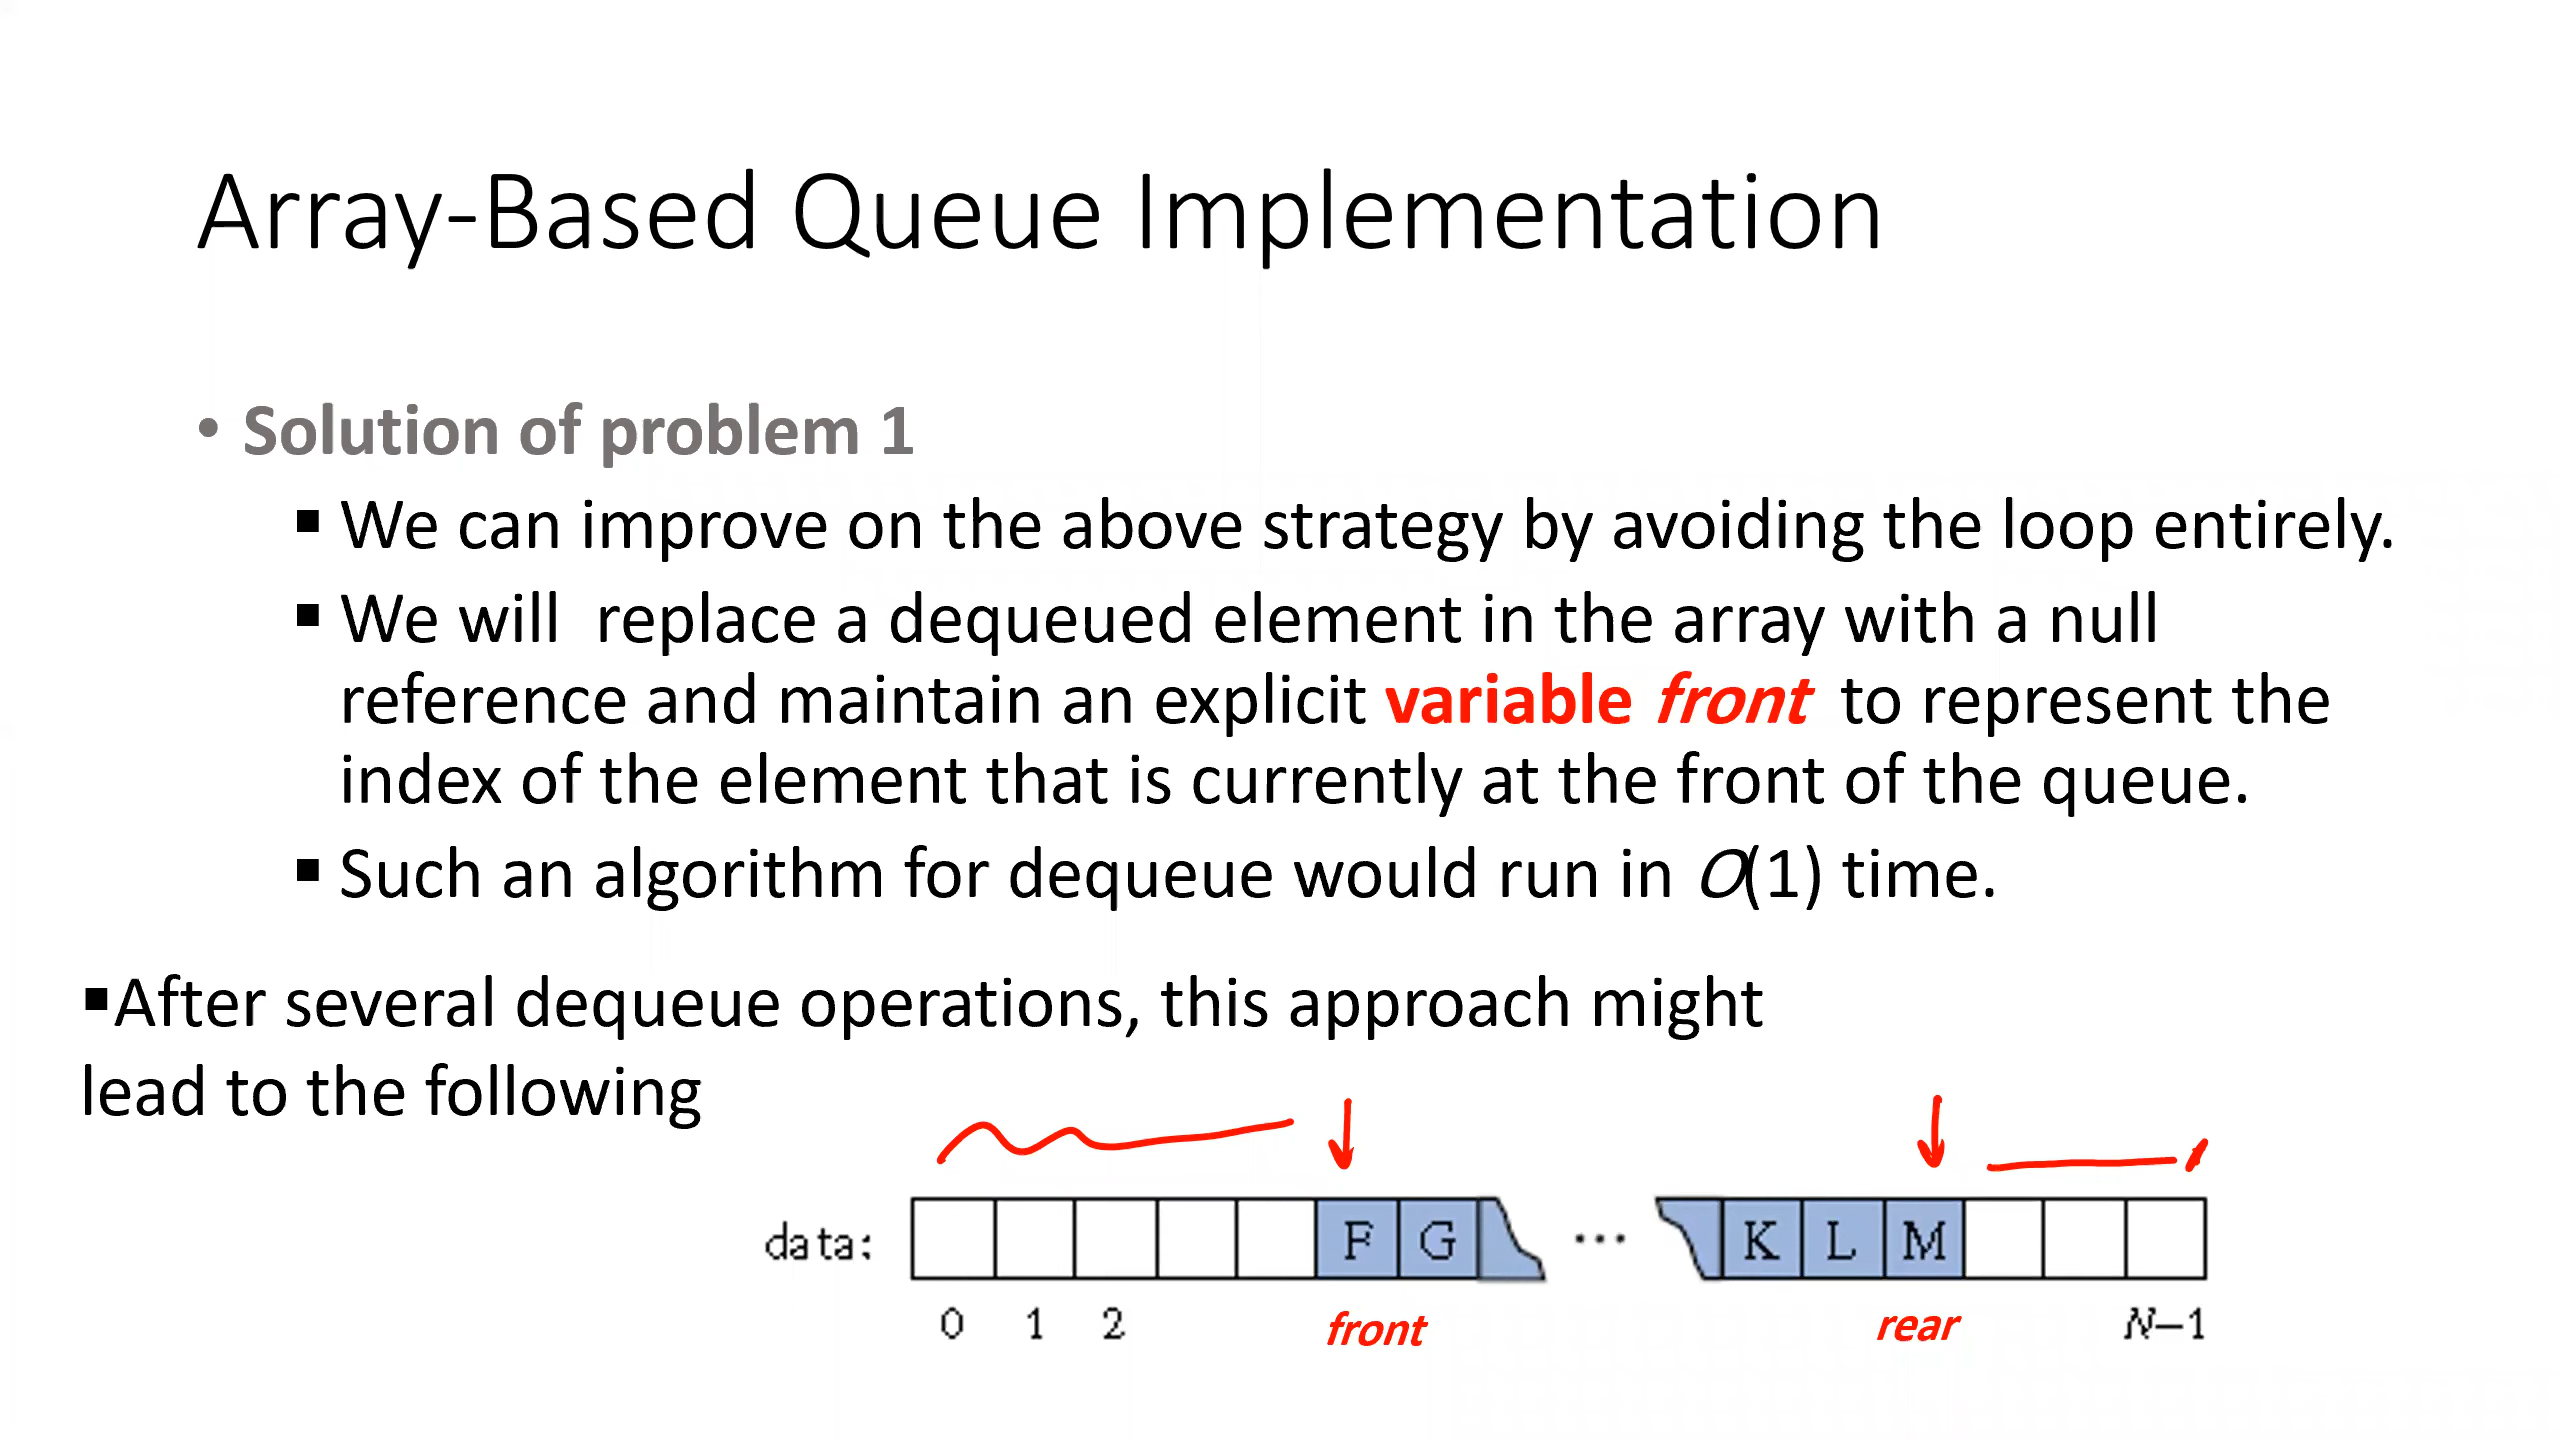 Array-Based Queue Implementation
• Solution of problem 1
▪ We can improve on the above strategy by avoiding the loop entirely.
▪ We will replace a dequeued element in the array with a null
reference and maintain an explicit variable front to represent the
index of the element that is currently at the front of the queue.
▪ Such an algorithm for dequeue would run in O(1) time.
▪After several dequeue operations, this approach might
lead to the following
data: F G ... K L M
0 1 2 front rear N−1